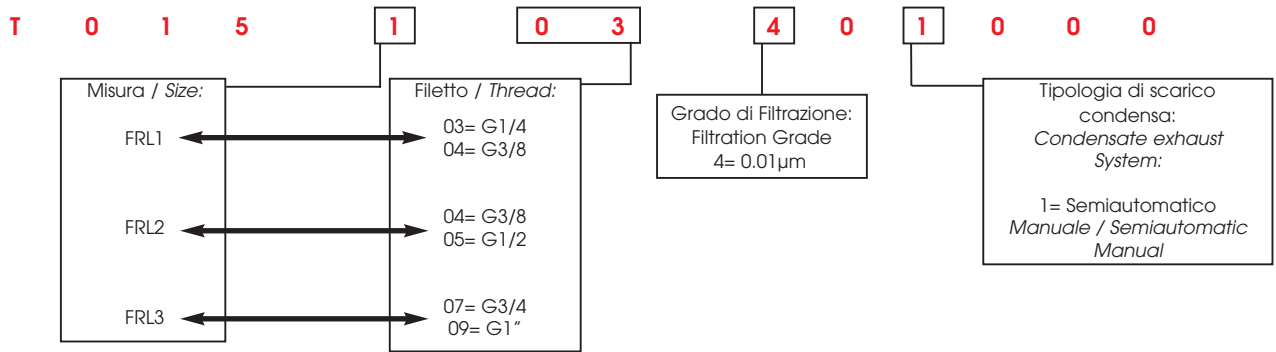 T 0 1 5 1 0 3 4 0 1 0 0 0
Misura / Size:
FRL1
FRL2
FRL3
Filetto / Thread:
03= G1/4
04= G3/8
04= G3/8
05= G1/2
07= G3/4
09= G1"
Grado di Filtrazione:
Filtration Grade
4= 0.01µm
Tipologia di scarico
condensa:
Condensate exhaust
System:
1= Semiautomatico
Manuale / Semiautomatic
Manual